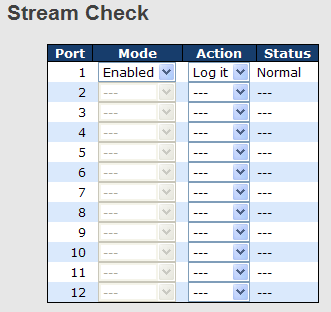 Stream Check
Port Mode Action Status
1 Enabled Log it Normal
2 --- --- ---
3 --- --- ---
4 --- --- ---
5 --- --- ---
6 --- --- ---
7 --- --- ---
8 --- --- ---
9 --- --- ---
10 --- --- ---
11 --- --- ---
12 --- --- ---